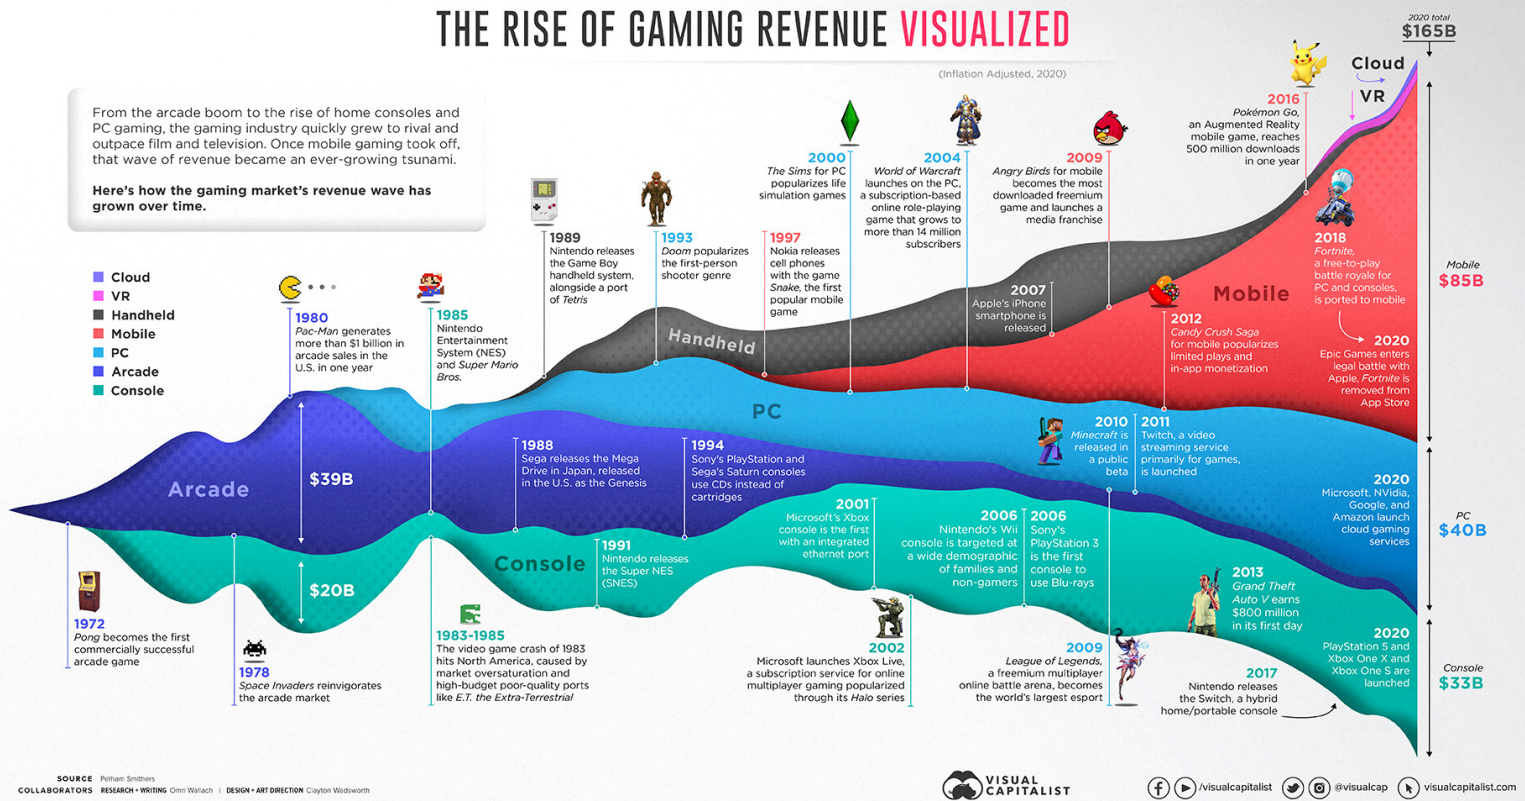 THE RISE OF GAMING REVENUE VISUALIZED
(Inflation Adjusted, 2020)
2020 total
$165B
From the arcade boom to the rise of home consoles and
PC gaming, the gaming industry quickly grew to rival and
outpace film and television. Once mobile gaming took off,
that wave of revenue became an ever-growing tsunami.
Here's how the gaming market's revenue wave has
grown over time.
Cloud
VR
Handheld
Mobile
PC
Arcade
Console
1980
Pac-Man generates
more than $1 billion in
arcade sales in the
U.S. in one year
1985
Nintendo
Entertainment
System (NES)
and Super Mario
Bros.
1989
Nintendo releases
the Game Boy
handheld system,
alongside a port
of Tetris
1993
Doom popularizes
the first-person
shooter genre
1997
Nokia releases
cell phones
with the game
Snake, the first
popular mobile
game
2000
The Sims for PC
popularizes life
simulation games
2004
World of Warcraft
launches on the PC,
a subscription-based
online role-playing
game that grows to
more than 14 million
subscribers
2009
Angry Birds for mobile
becomes the most
downloaded freemium
game and launches a
media franchise
2016
Pokémon Go,
an Augmented Reality
mobile game, reaches
500 million downloads
in one year
Cloud
VR
2007
Apple's iPhone
smartphone is
released
2012
Candy Crush Saga
for mobile popularizes
limited plays and
in-app monetization
Mobile
2018
Fortnite,
a free-to-play
battle royale for
PC and consoles,
is ported to mobile
2020
Epic Games enters
legal battle with
Apple, Fortnite is
removed from
App Store
Mobile
$85B
Handheld
PC
Arcade
$39B
1988
Sega releases the Mega
Drive in Japan, released
in the U.S. as the Genesis
1994
Sony's PlayStation and
Sega's Saturn consoles
use CDs instead of
cartridges
2010
Minecraft is
released in
a public
beta
2011
Twitch, a video
streaming service
primarily for games,
is launched
2020
Microsoft, NVidia,
Google, and
Amazon launch
cloud gaming
services
PC
$40B
Console
$20B
1991
Nintendo releases
the Super NES
(SNES)
2001
Microsoft's Xbox
console is the first
with an integrated
ethernet port
2006
Nintendo's Wii
console is targeted at
a wide demographic
of families and
non-gamers
2006
Sony's
PlayStation 3
is the first
console to
use Blu-rays
2013
Grand Theft
Auto V earns
$800 million
in its first day
2020
PlayStation 5 and
Xbox One X and
Xbox One S are
launched
Console
$33B
1972
Pong becomes the first
commercially successful
arcade game
1978
Space Invaders reinvigorates
the arcade market
1983-1985
The video game crash of 1983
hits North America, caused by
market oversaturation and
high-budget poor-quality ports
like E.T. the Extra-Terrestrial
2002
Microsoft launches Xbox Live,
a subscription service for online
multiplayer gaming popularized
through its Halo series
2009
League of Legends,
a freemium multiplayer
online battle arena, becomes
the world's largest esport
2017
Nintendo releases
the Switch, a hybrid
home/portable console
SOURCE Pelham Smithers
COLLABORATORS RESEARCH + WRITING Omri Wallach | DESIGN + ART DIRECTION Clayton Wadsworth
VISUAL
CAPITALIST
/visualcapitalist
@visualcap
visualcapitalist.com